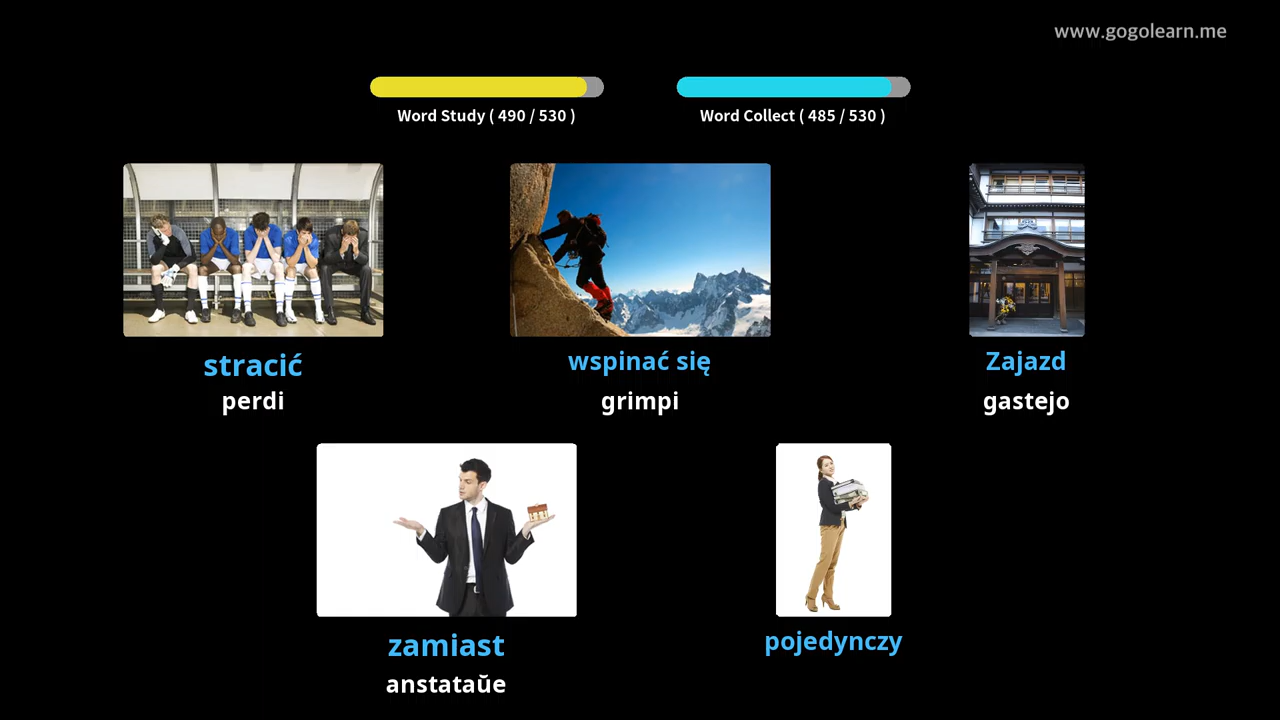 www.gogolearn.me
Word Study ( 490 / 530 )
Word Collect ( 485 / 530 )
stracić
perdi
wspinać się
grimpi
Zajazd
gastejo
zamiast
anstataŭe
pojedynczy